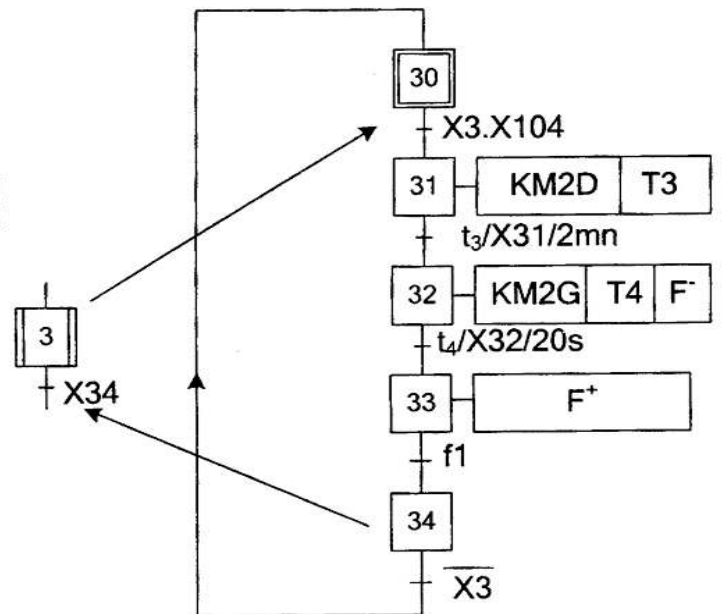 30
X3.X104
31 KM2D T3
t₃/X31/2mn
32 KM2G T4 F⁻
t₄/X32/20s
3
33 F⁺
X34
f1
34
X̅3̅